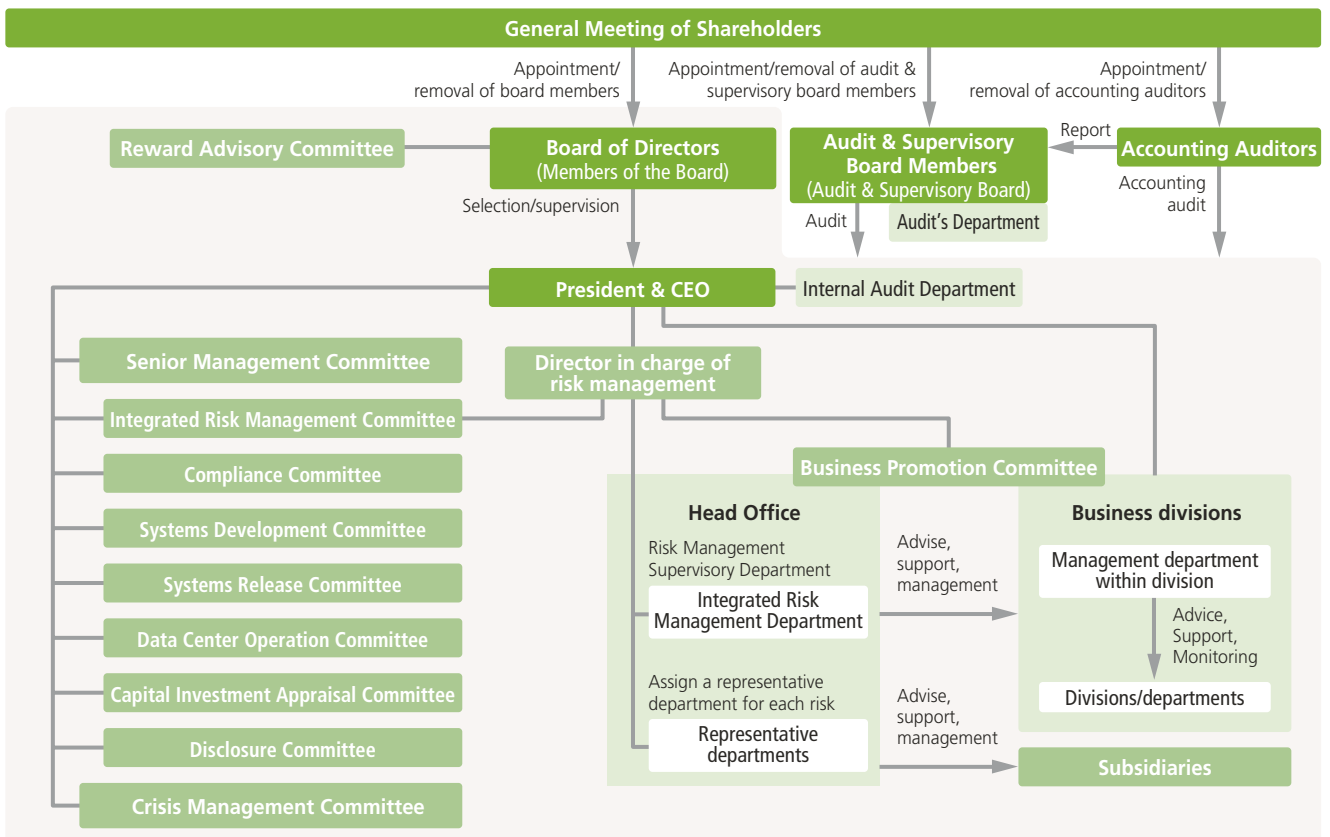 General Meeting of Shareholders
Appointment/
removal of board members
Appointment/removal of audit &
supervisory board members
Appointment/
removal of accounting auditors
Reward Advisory Committee
Board of Directors
(Members of the Board)
Audit & Supervisory
Board Members
(Audit & Supervisory Board)
Report
Accounting Auditors
Selection/supervision
Audit
Audit's Department
Accounting
audit
President & CEO
Internal Audit Department
Senior Management Committee
Director in charge of
risk management
Integrated Risk Management Committee
Compliance Committee
Systems Development Committee
Systems Release Committee
Data Center Operation Committee
Capital Investment Appraisal Committee
Disclosure Committee
Crisis Management Committee
Business Promotion Committee
Head Office
Risk Management
Supervisory Department
Integrated Risk
Management Department
Assign a representative
department for each risk
Representative
departments
Advise,
support,
management
Advise,
support,
management
Business divisions
Management department
within division
Advice,
Support,
Monitoring
Divisions/departments
Subsidiaries